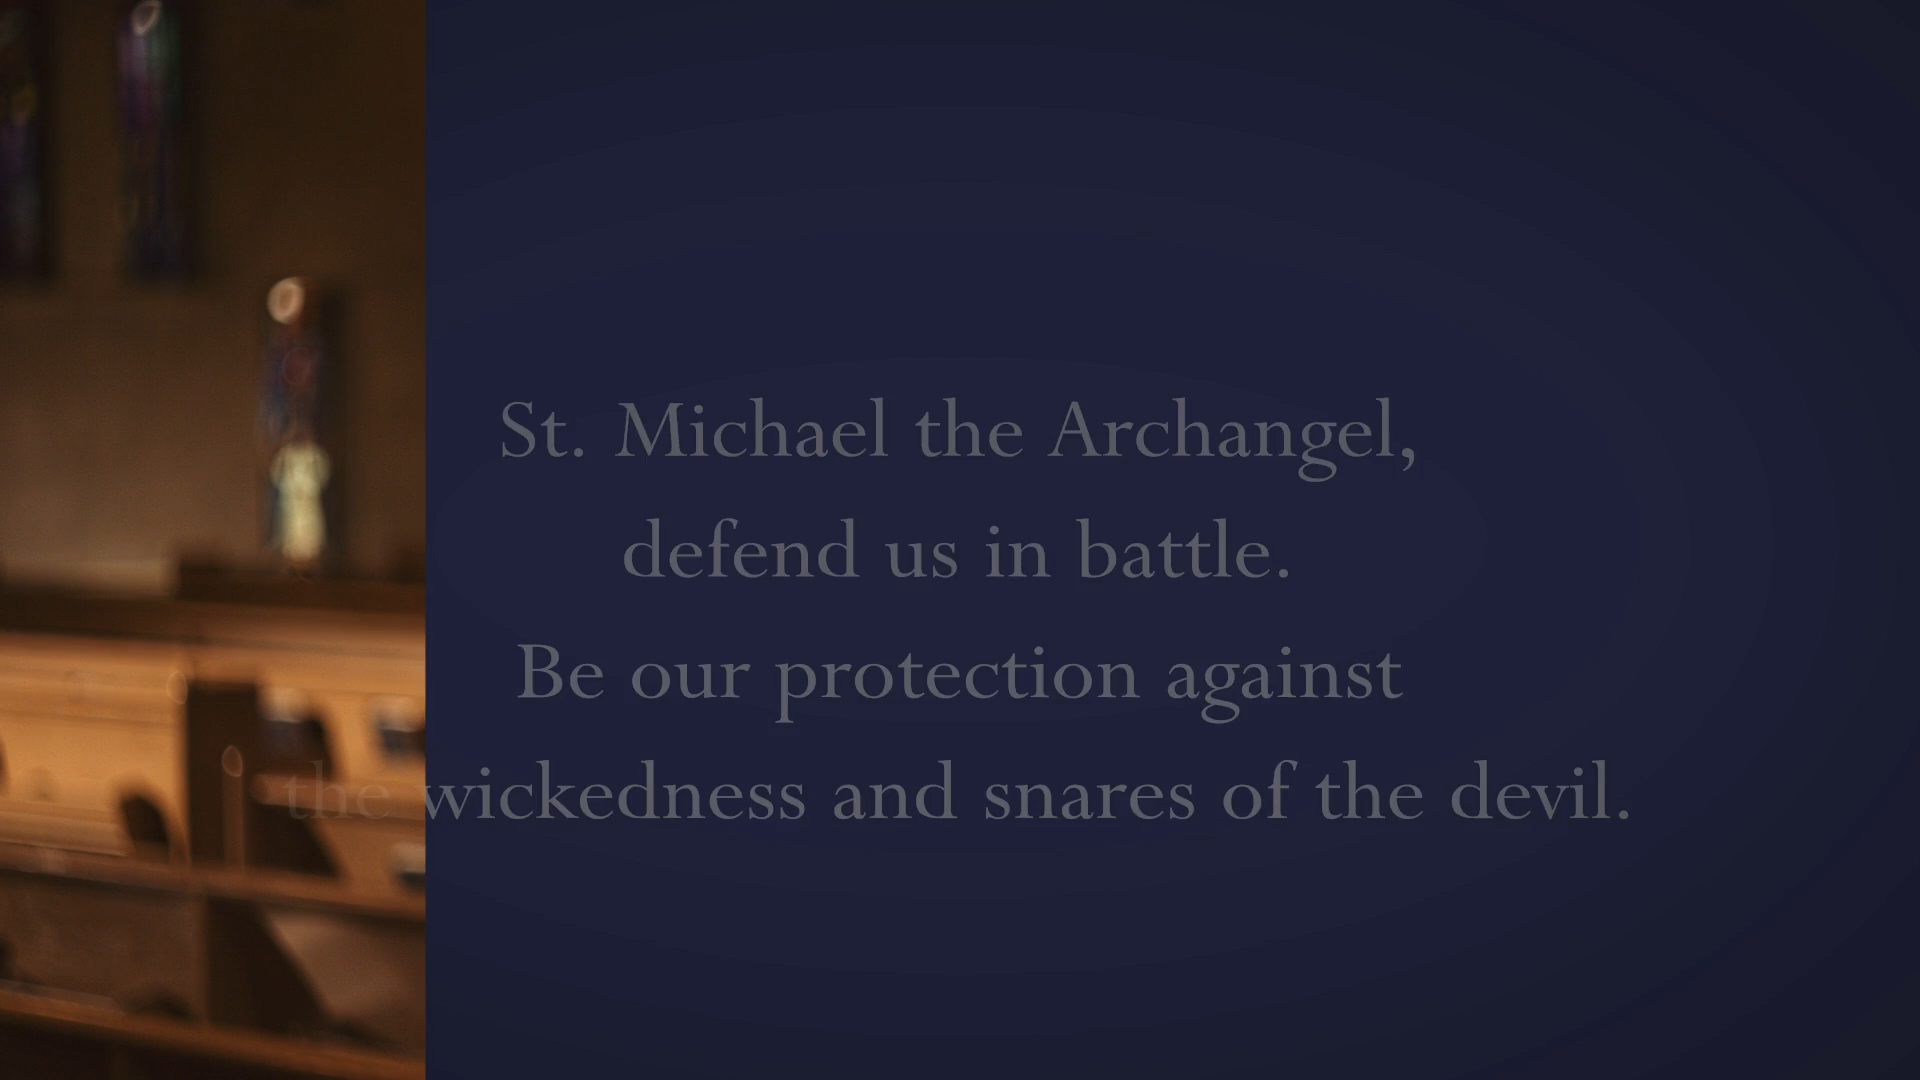 St. Michael the Archangel,
defend us in battle.
Be our protection against
the wickedness and snares of the devil.